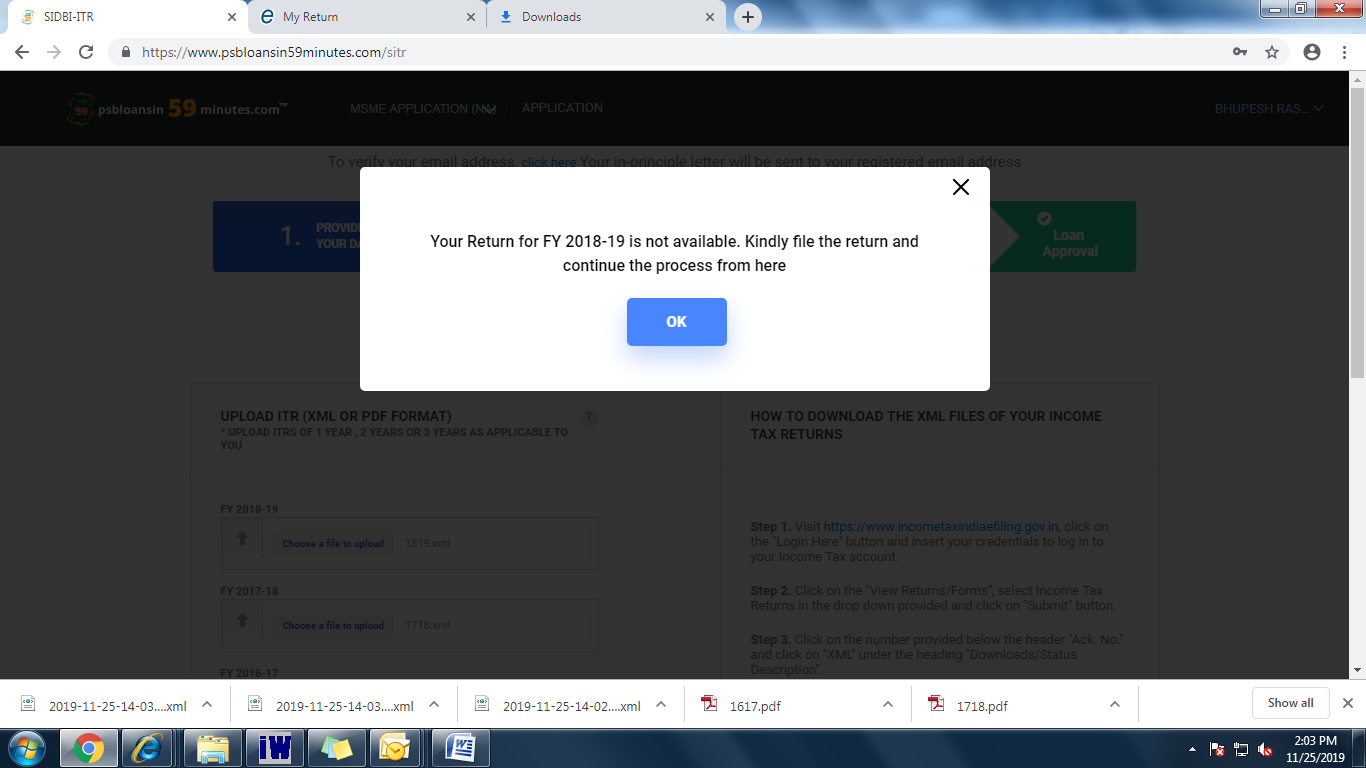 SIDBI-ITR
My Return
Downloads
https://www.psbloansin59minutes.com/sitr
59
psbloansin 59 minutes.com™
MSME APPLICATION
APPLICATION
BHUPESH RAS...
To verify your email address, click here Your in-principle letter will be sent to your registered email address
1.
PROVID
YOUR DA
Loan
Approval
Your Return for FY 2018-19 is not available. Kindly file the return and
continue the process from here
OK
UPLOAD ITR (XML OR PDF FORMAT)
?
* UPLOAD ITRS OF 1 YEAR , 2 YEARS OR 3 YEARS AS APPLICABLE TO
YOU
FY 2018-19
Choose a file to upload
1819.xml
FY 2017-18
Choose a file to upload
1718.xml
FY 2016-17
HOW TO DOWNLOAD THE XML FILES OF YOUR INCOME
TAX RETURNS
Step 1. Visit https://www.incometaxindiaefiling.gov.in, click on
the "Login Here" button and insert your credentials to log in to
your Income Tax account.
Step 2. Click on the "View Returns/Forms", select Income Tax
Returns in the drop down provided and click on "Submit" button.
Step 3. Click on the number provided below the header "Ack. No."
and click on "XML" under the heading "Downloads/Status
Description".
2019-11-25-14-03....xml
2019-11-25-14-03....xml
2019-11-25-14-02....xml
1617.pdf
1718.pdf
Show all
iW
2:03 PM
11/25/2019